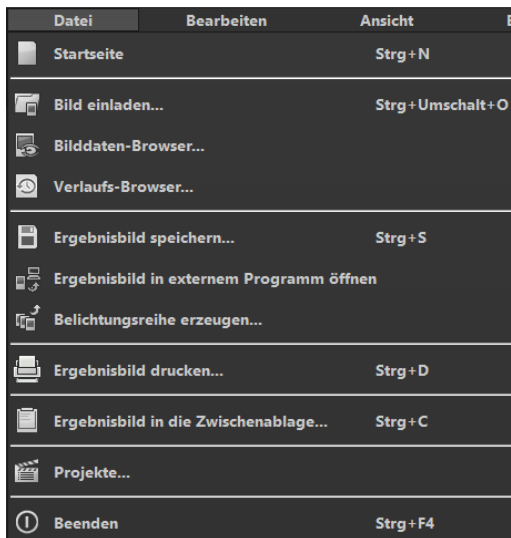 Datei Bearbeiten Ansicht
Startseite Strg+N
Bild einladen... Strg+Umschalt+O
Bilddaten-Browser...
Verlaufs-Browser...
Ergebnisbild speichern... Strg+S
Ergebnisbild in externem Programm öffnen
Belichtungsreihe erzeugen...
Ergebnisbild drucken... Strg+D
Ergebnisbild in die Zwischenablage... Strg+C
Projekte...
Beenden Strg+F4